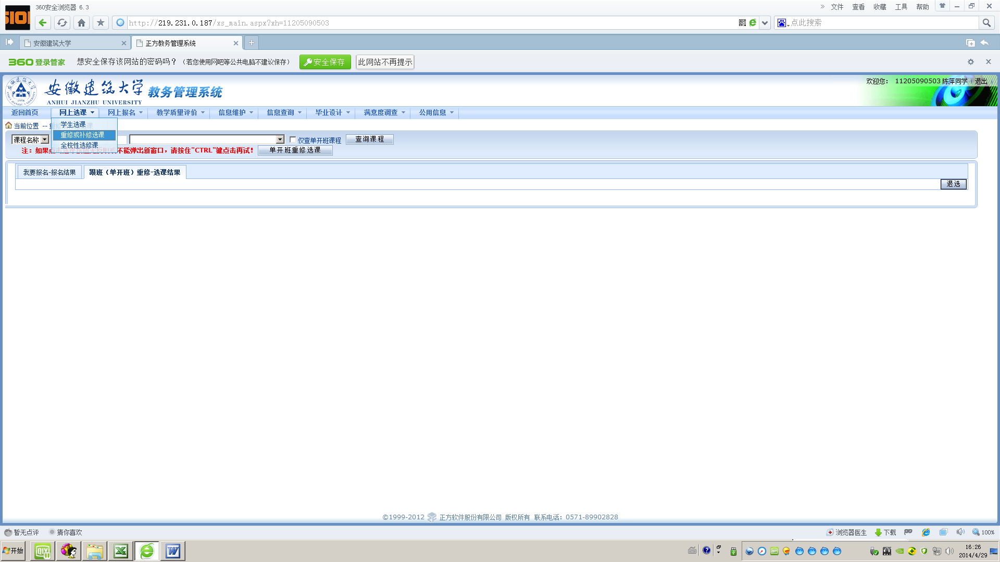 360安全浏览器 6.3
» 文件 查看 收藏 工具 帮助
http://219.231.0.187/xs_main.aspx?xh=11205090503
点此搜索
安徽建筑大学
正方教务管理系统
360登录管家 想安全保存该网站的密码吗？（若您使用网吧等公共电脑不建议保存） 安全保存 此网站不再提示
安徽建筑大学 教务管理系统
ANHUI JIANZHU UNIVERSITY
欢迎您： 11205090503 陈萍同学 退出
返回首页 网上选课 网上报名 教学质量评价 信息维护 信息查询 毕业设计 满意度调查 公用信息
当前位置 --
学生选课
重修或补修选课
全校性选修课
课程名称 仅查单开班课程 查询课程
注：如果 不能弹出新窗口，请按住"CTRL"键点击再试！ 单开班重修选课
我要报名-报名结果 跟班（单开班）重修-选课结果
退选
©1999-2012 正方软件股份有限公司 版权所有 联系电话：0571-89902828
暂无点评 猜你喜欢
浏览器医生 下载 100%
开始
QIY
16:26
2014/4/29